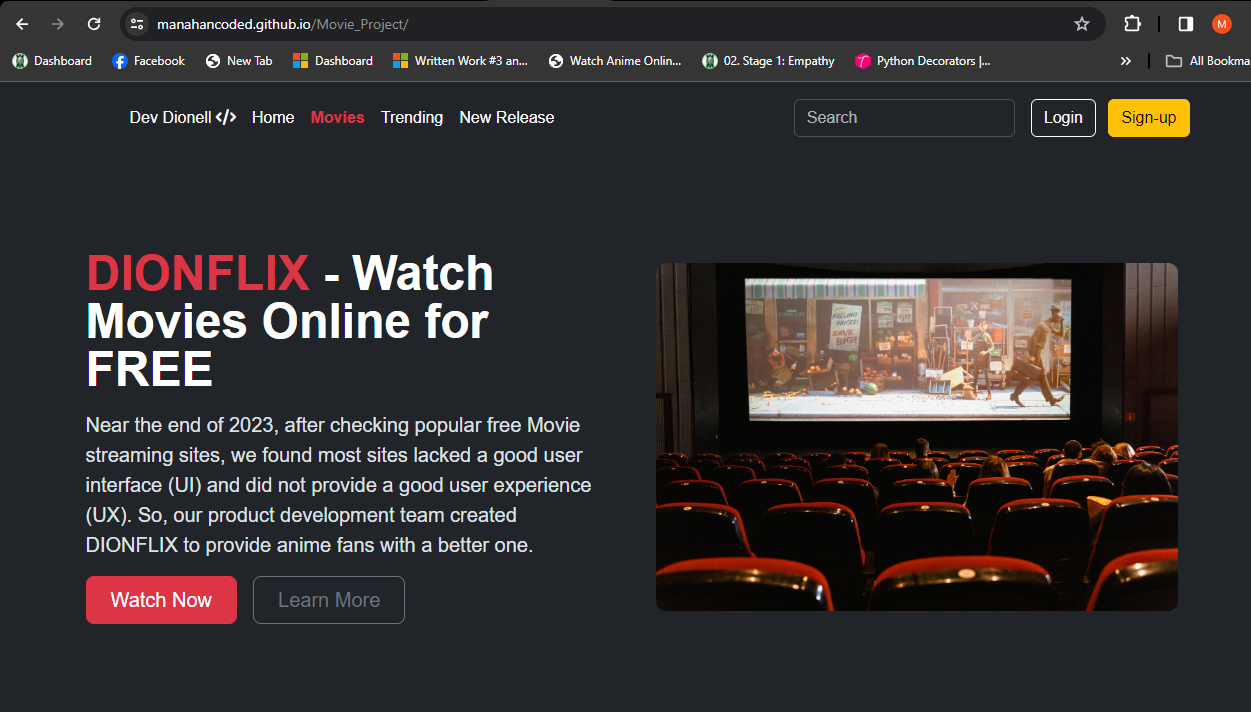 manahancoded.github.io/Movie_Project/
M
Dashboard
Facebook
New Tab
Dashboard
Written Work #3 an...
Watch Anime Onlin...
02. Stage 1: Empathy
Python Decorators |...
»
All Bookma
Dev Dionell </> Home Movies Trending New Release
Search
Login
Sign-up
DIONFLIX - Watch
Movies Online for
FREE
Near the end of 2023, after checking popular free Movie
streaming sites, we found most sites lacked a good user
interface (UI) and did not provide a good user experience
(UX). So, our product development team created
DIONFLIX to provide anime fans with a better one.
Watch Now
Learn More
FALLING
PRICES!
SAVE
BIG!